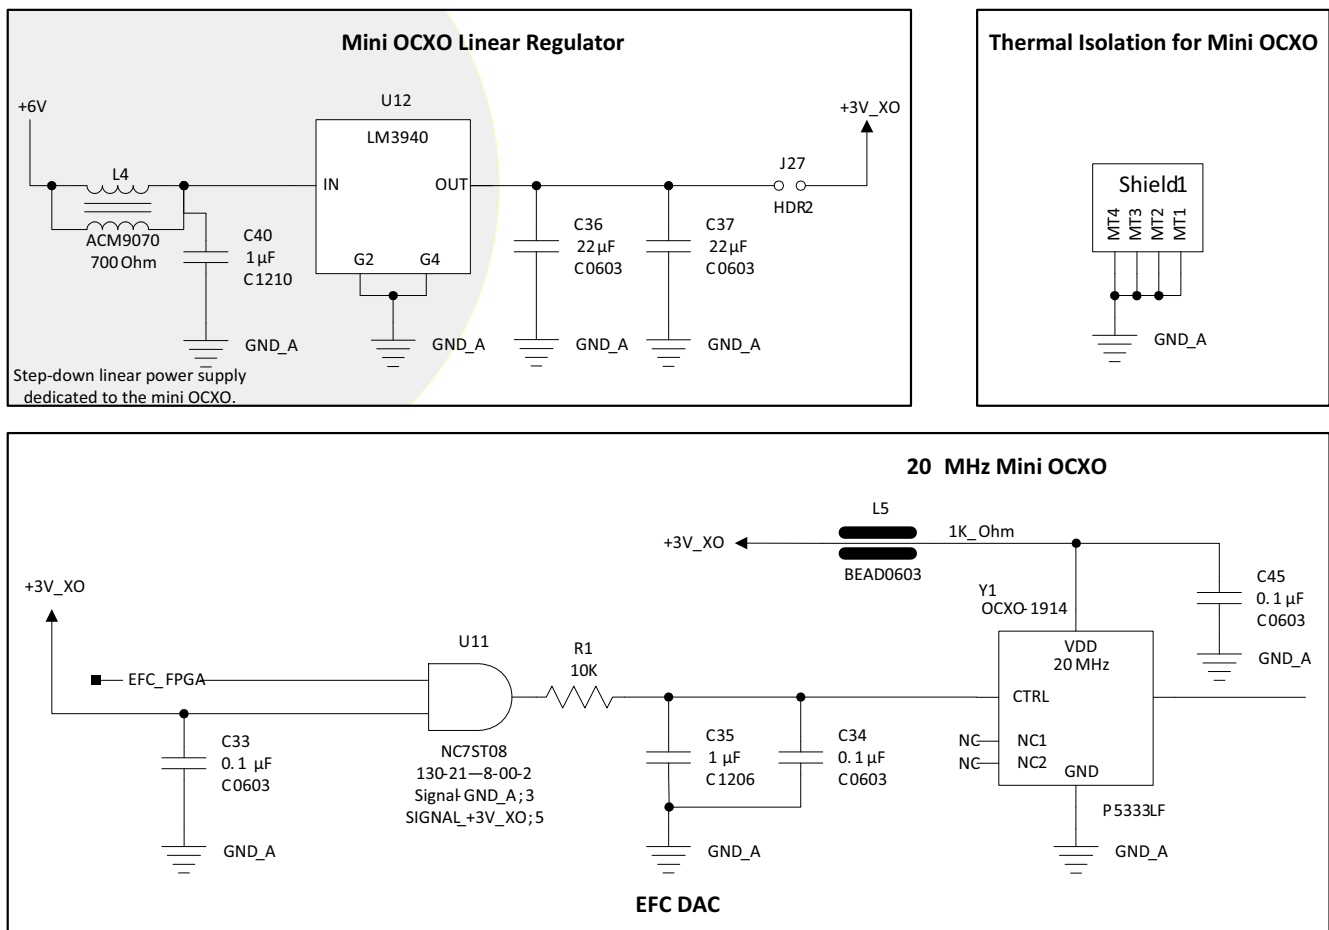 Mini OCXO Linear Regulator
+6V
L4
ACM9070
700 Ohm
C40
1 µF
C1210
GND_A
U12
LM3940
IN
OUT
G2
G4
GND_A
C36
22 µF
C0603
GND_A
C37
22 µF
C0603
GND_A
J27
HDR2
+3V_XO
Step-down linear power supply
dedicated to the mini OCXO.
Thermal Isolation for Mini OCXO
Shield1
MT4
MT3
MT2
MT1
GND_A
20 MHz Mini OCXO
L5
+3V_XO
1K_Ohm
BEAD0603
C45
0.1 µF
C0603
GND_A
+3V_XO
EFC_FPGA
C33
0.1 µF
C0603
GND_A
U11
NC7ST08
130-21—8-00-2
Signal-GND_A; 3
SIGNAL_+3V_XO; 5
R1
10K
C35
1 µF
C1206
C34
0.1 µF
C0603
GND_A
Y1
OCXO-1914
VDD
20 MHz
CTRL
NC NC1
NC NC2
GND
P5333LF
GND_A
EFC DAC